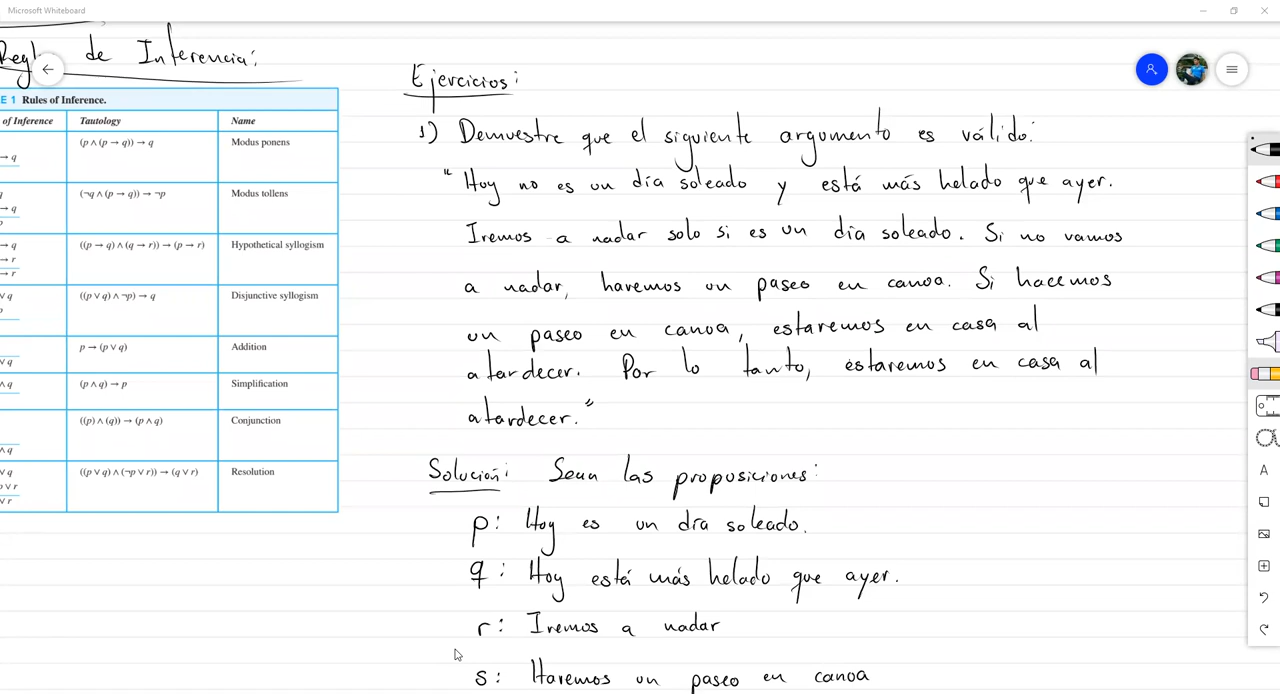 Microsoft Whiteboard
de Inferencia:
E 1 Rules of Inference.
of Inference Tautology Name
→ q (p ∧ (p → q)) → q Modus ponens
q (¬q ∧ (p → q)) → ¬p Modus tollens
→ q
p
→ q ((p → q) ∧ (q → r)) → (p → r) Hypothetical syllogism
→ r
→ r
∨ q ((p ∨ q) ∧ ¬p) → q Disjunctive syllogism
p
p → (p ∨ q) Addition
∨ q
∧ q (p ∧ q) → p Simplification
((p) ∧ (q)) → (p ∧ q) Conjunction
∧ q
∨ q ((p ∨ q) ∧ (¬p ∨ r)) → (q ∨ r) Resolution
p ∨ r
∨ r
Ejercicios:
1) Demuestre que el siguiente argumento es válido:
"Hoy no es un día soleado y está más helado que ayer.
Iremos a nadar solo si es un día soleado. Si no vamos
a nadar, haremos un paseo en canoa. Si hacemos
un paseo en canoa, estaremos en casa al
atardecer. Por lo tanto, estaremos en casa al
atardecer."
Solución: Sean las proposiciones:
p: Hoy es un día soleado.
q: Hoy está más helado que ayer.
r: Iremos a nadar
s: Haremos un paseo en canoa
A